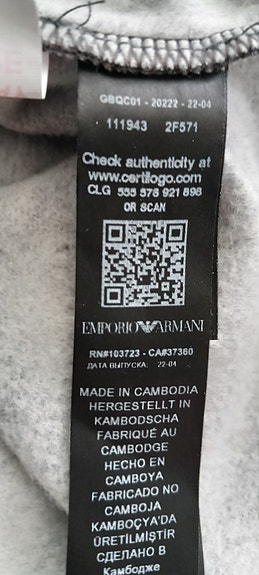 GBQC01 - 20222 - 22-04
111943 2F571
Check authenticity at
www.certilogo.com
CLG 555 578 921 898
OR SCAN
EMPORIO ARMANI
RN#103723 - CA#37360
ДАТА ВЫПУСКА: 22-04
MADE IN CAMBODIA
HERGESTELLT IN
KAMBODSCHA
FABRIQUÉ AU
CAMBODGE
HECHO EN
CAMBOYA
FABRICADO NO
CAMBOJA
KAMBOÇYA'DA
ÜRETİLMİŞTİR
СДЕЛАНО В
Камбодже